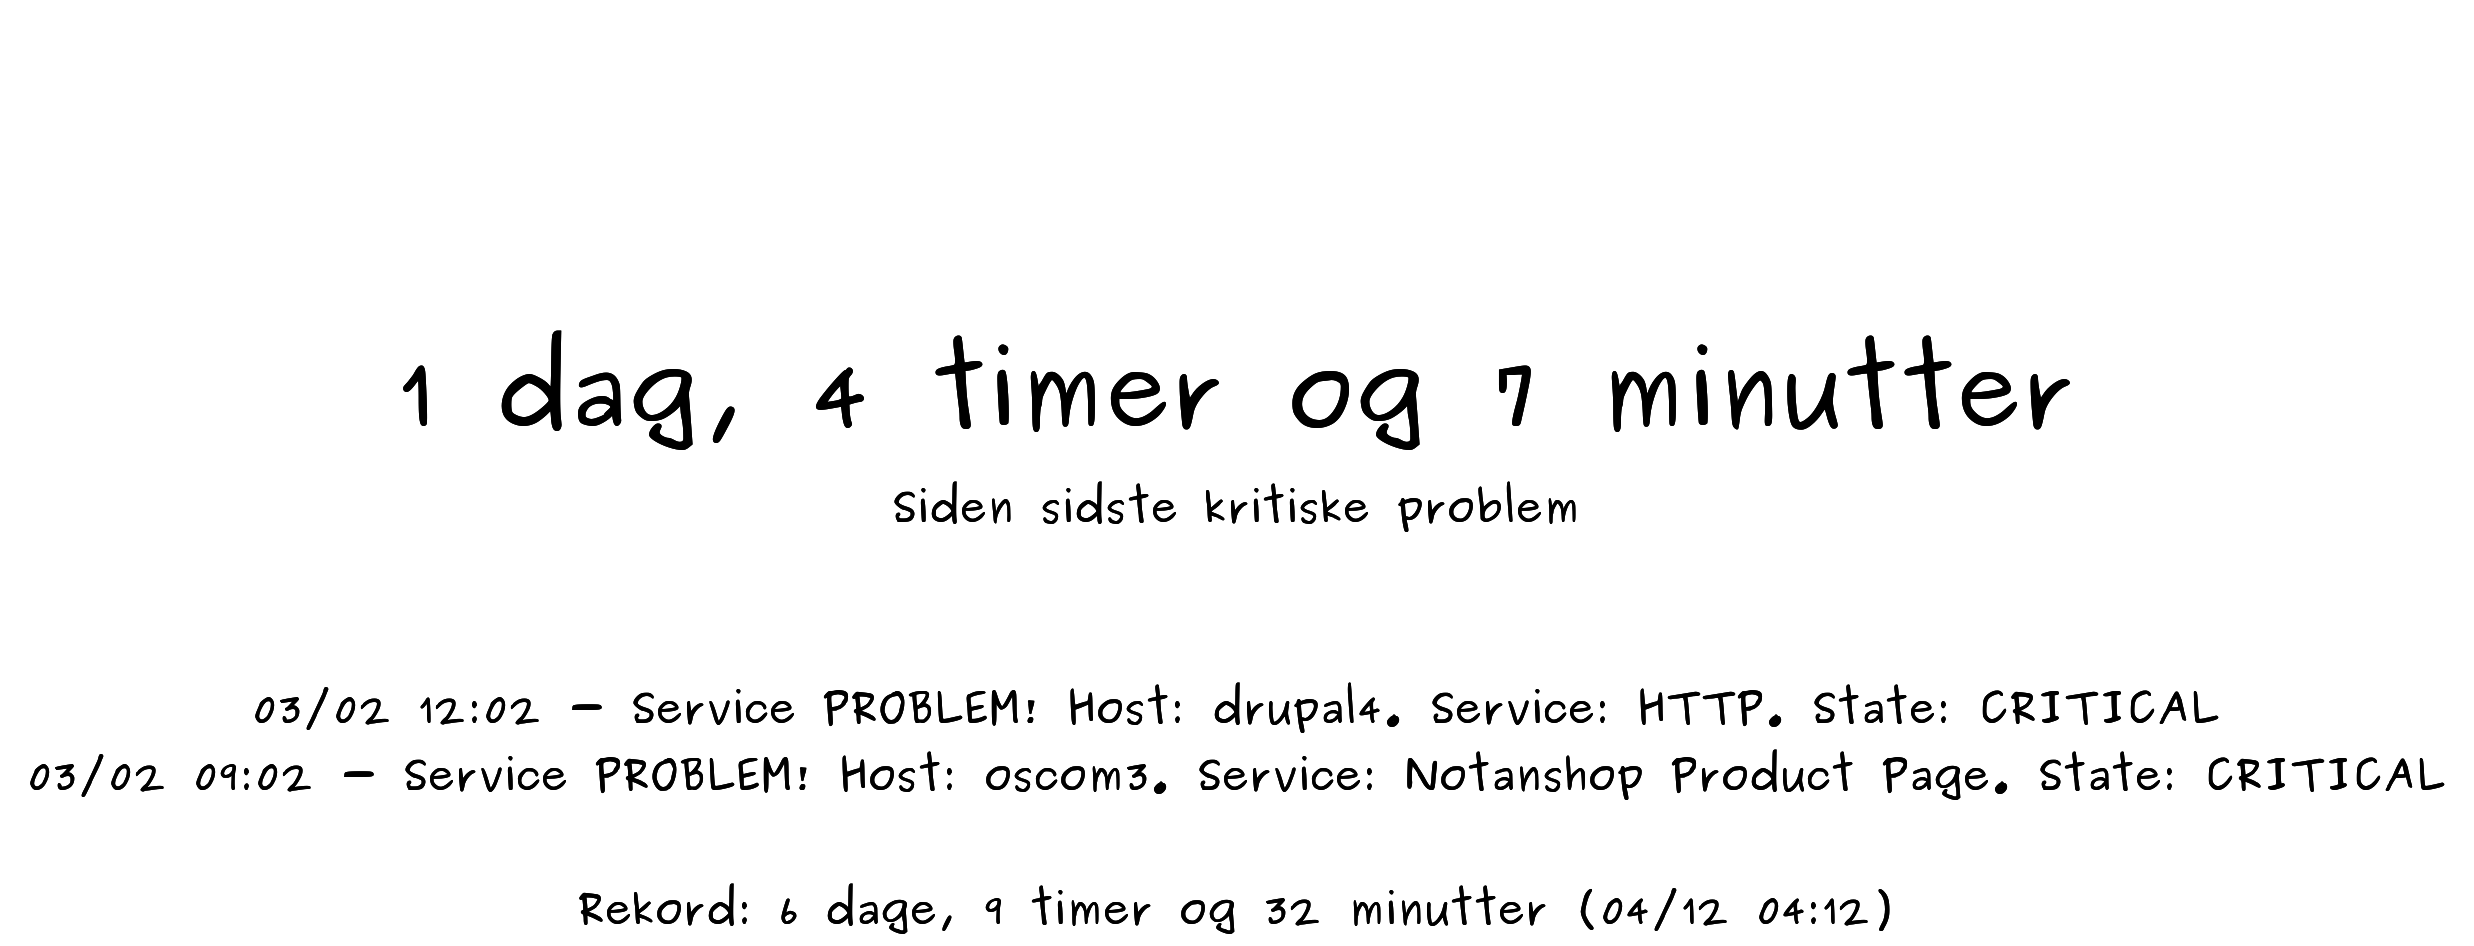 1 dag, 4 timer og 7 minutter
Siden sidste kritiske problem
03/02 12:02 - Service PROBLEM! Host: drupal4. Service: HTTP. State: CRITICAL
03/02 09:02 - Service PROBLEM! Host: oscom3. Service: Notanshop Product Page. State: CRITICAL
Rekord: 6 dage, 9 timer og 32 minutter (04/12 04:12)